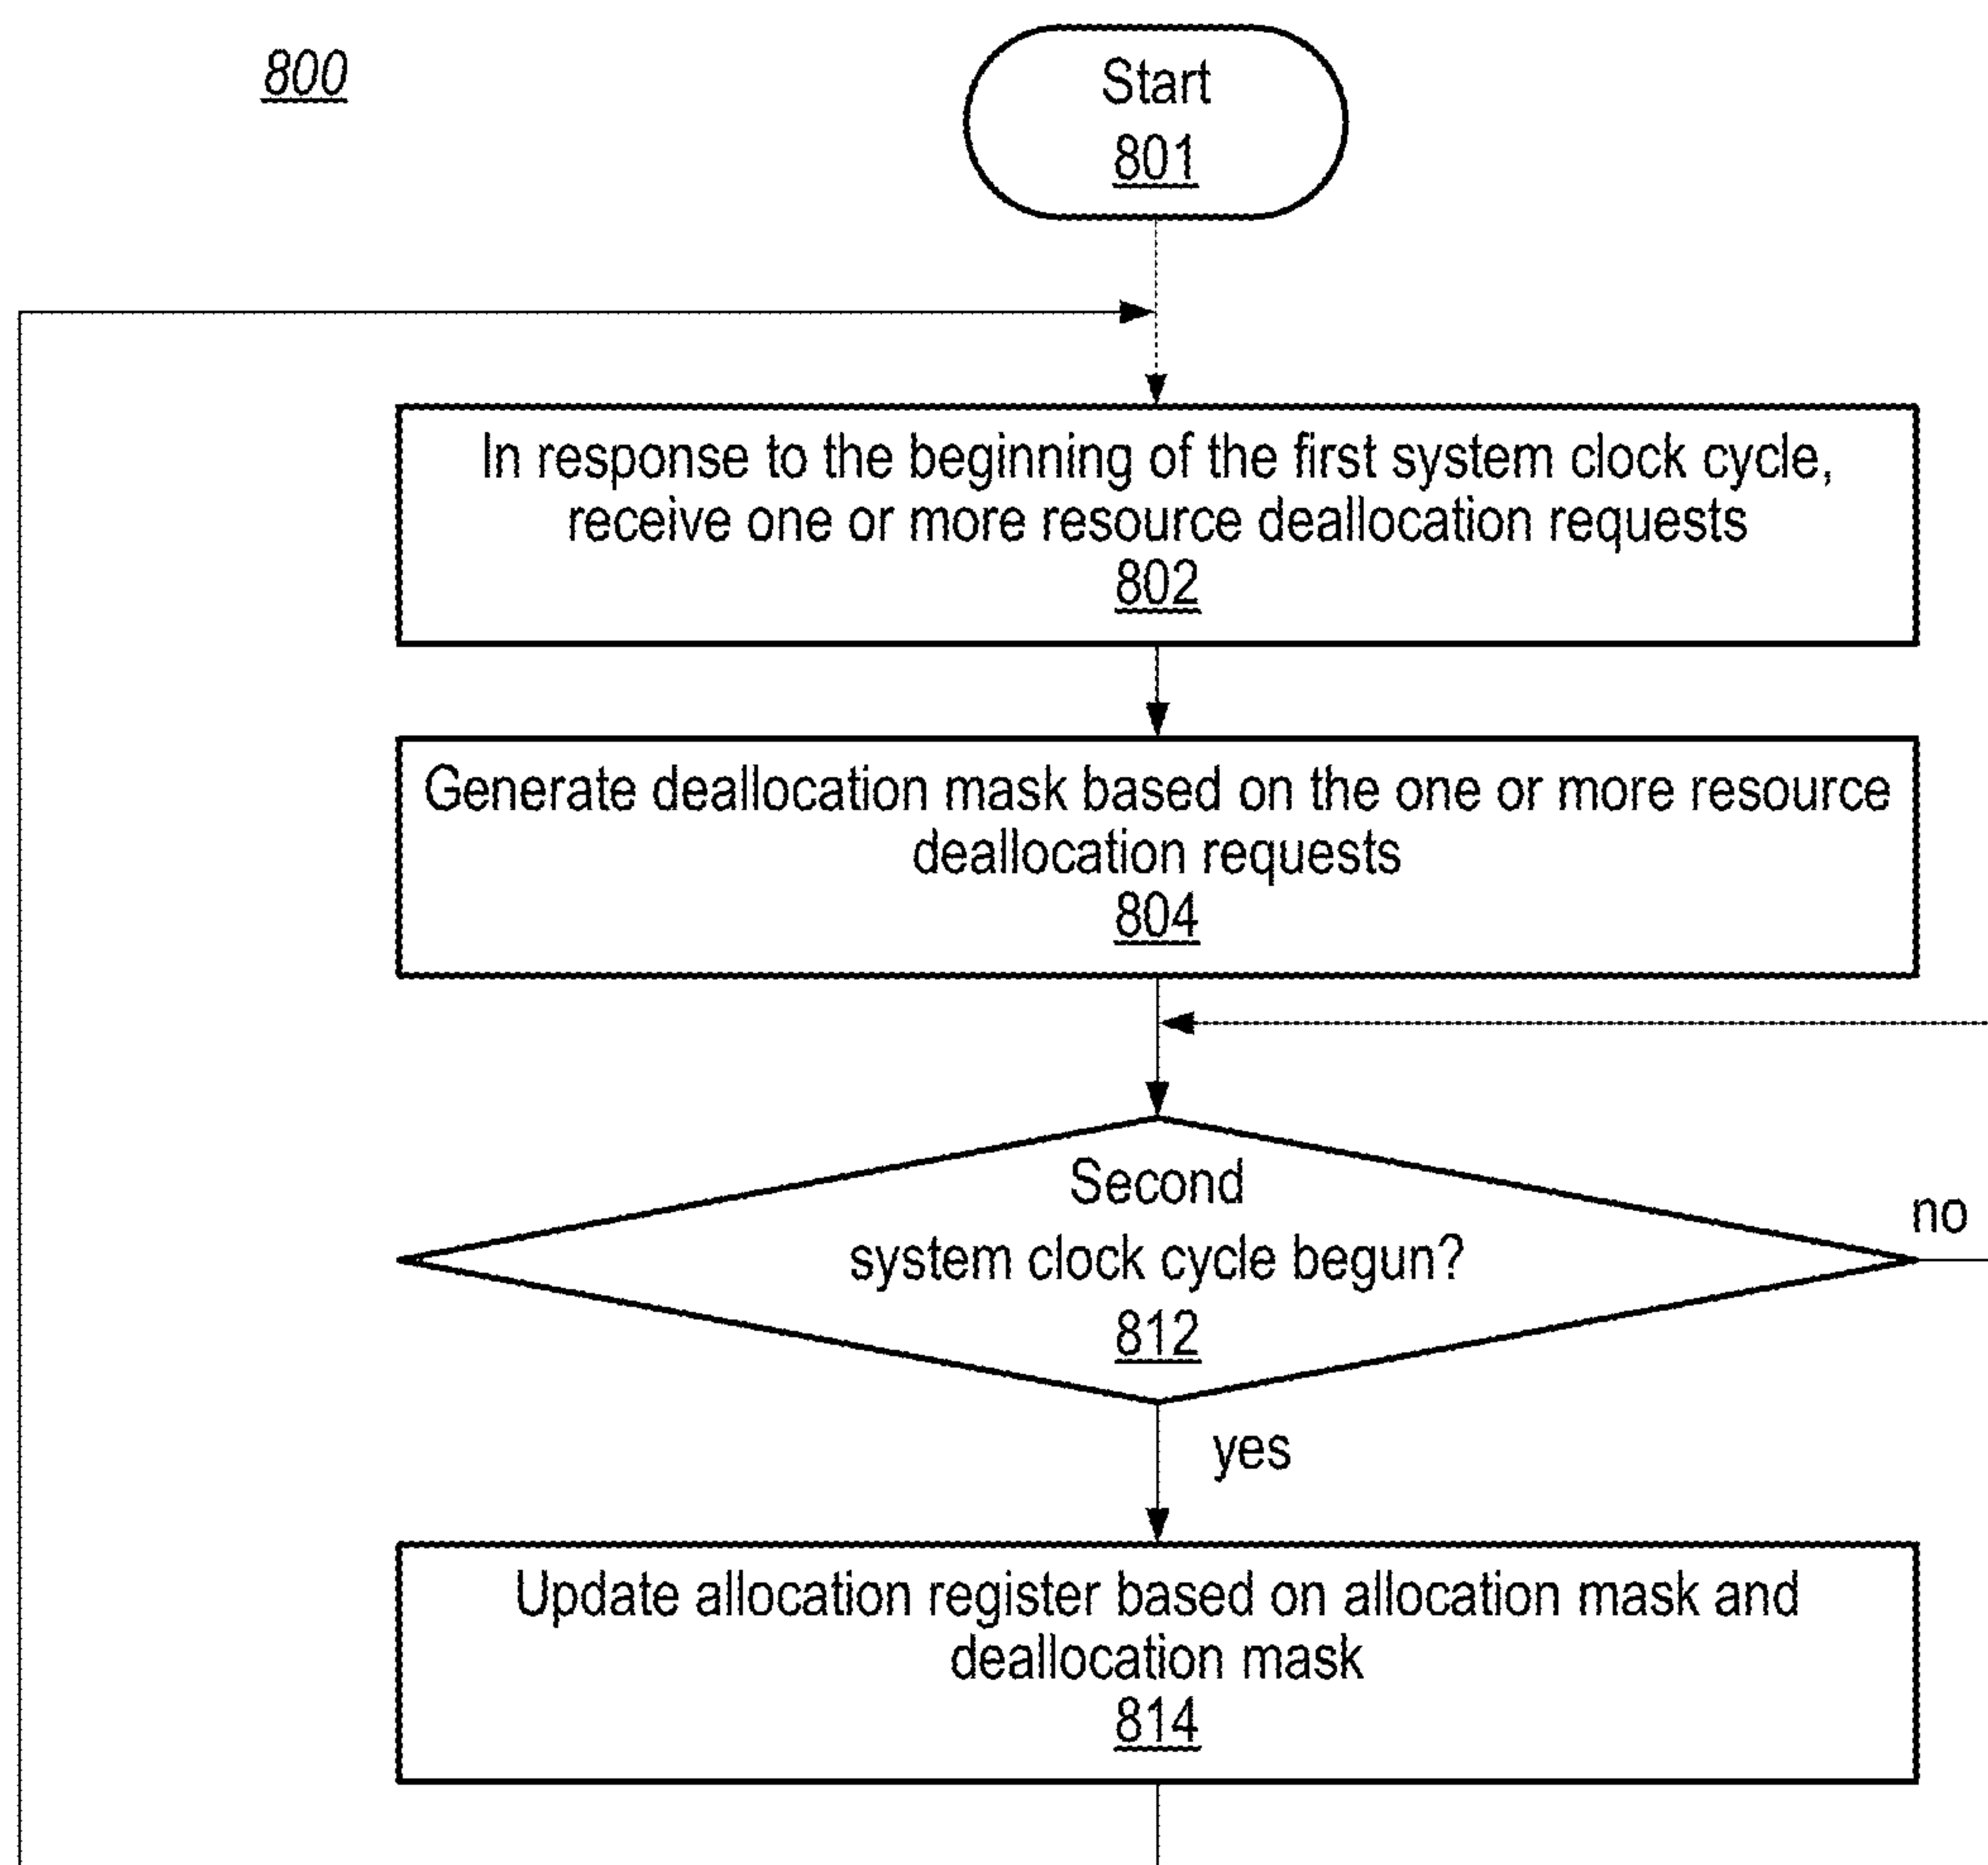 800
Start
801
In response to the beginning of the first system clock cycle,
receive one or more resource deallocation requests
802
Generate deallocation mask based on the one or more resource
deallocation requests
804
Second
system clock cycle begun?
812
no
yes
Update allocation register based on allocation mask and
deallocation mask
814